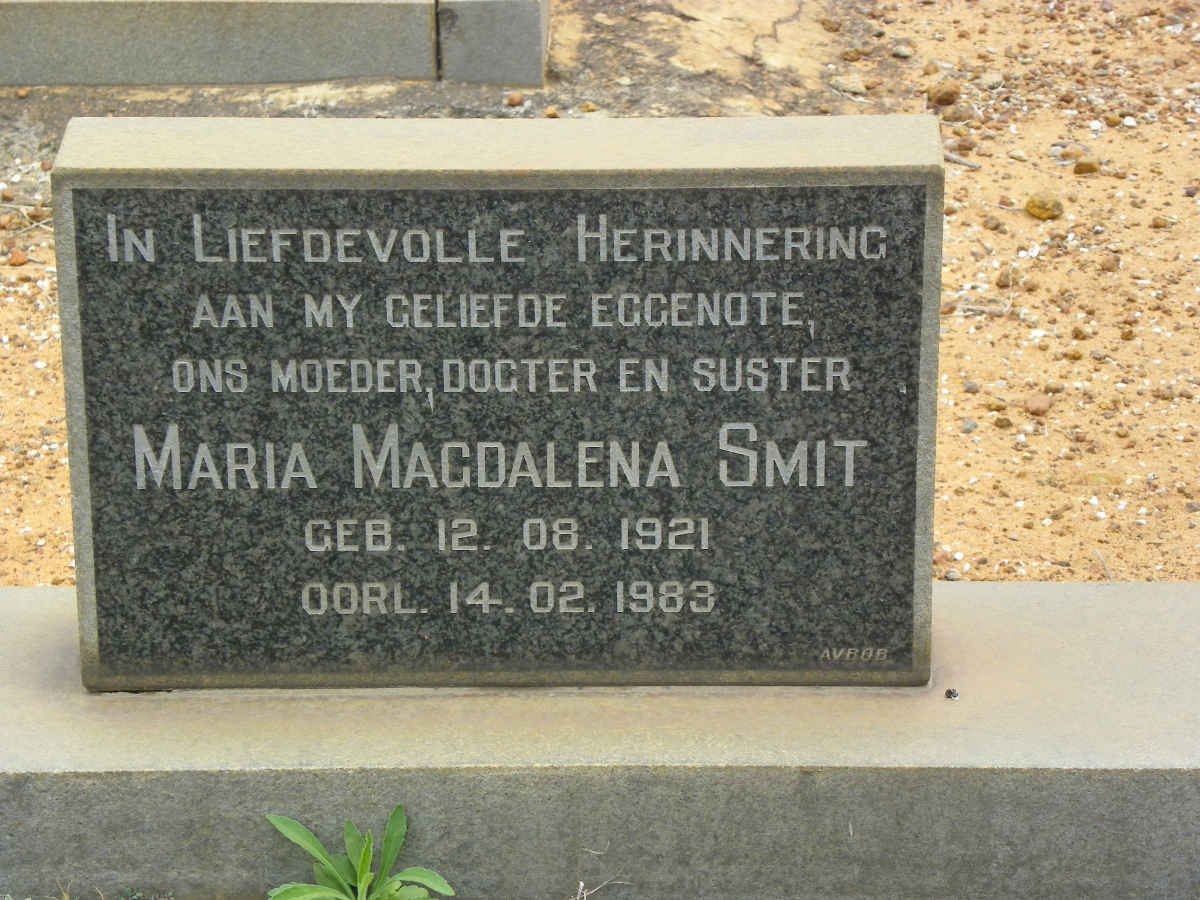 In Liefdevolle Herinnering
AAN MY GELIEFDE EGGENOTE,
ONS MOEDER, DOGTER EN SUSTER
Maria Magdalena Smit
GEB. 12. 08. 1921
OORL. 14. 02. 1983
AVBOB